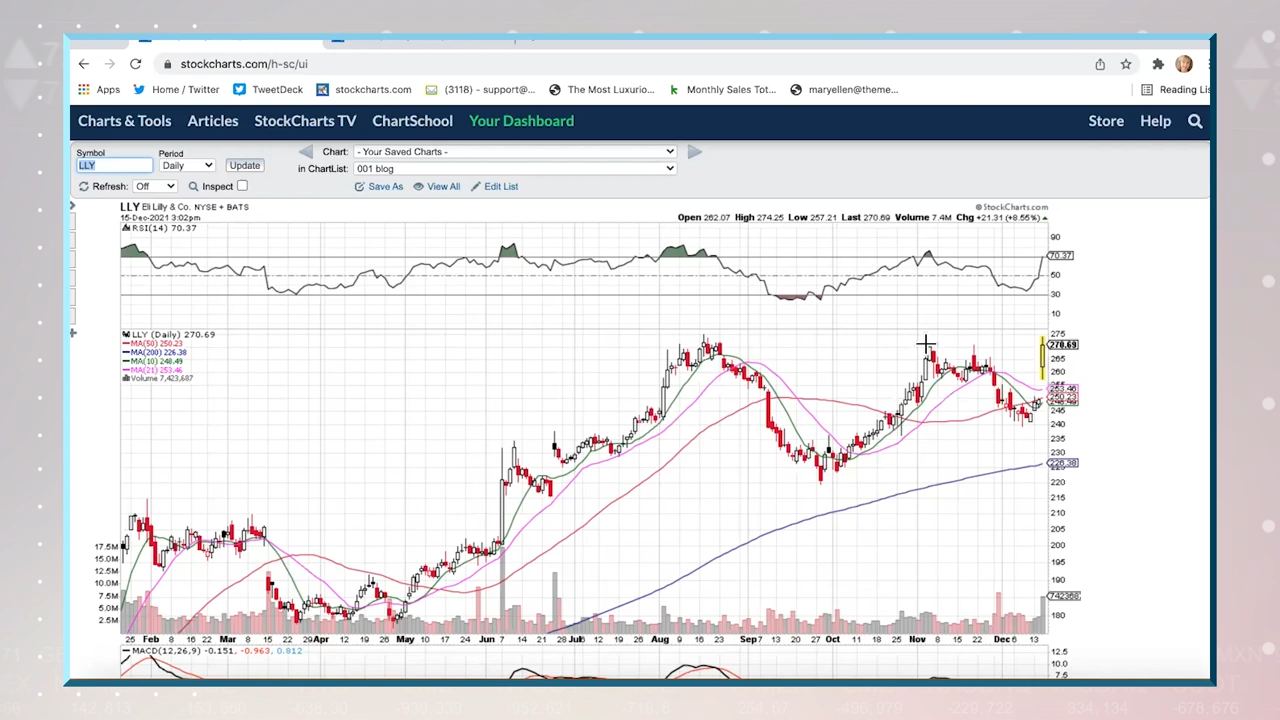 stockcharts.com/h-sc/ui
Apps Home / Twitter TweetDeck stockcharts.com (3118) - support@... The Most Luxurio... Monthly Sales Tot... maryellen@theme... Reading Lis
Charts & Tools Articles StockCharts TV ChartSchool Your Dashboard Store Help
Symbol Period Chart: - Your Saved Charts -
LLY Daily Update in ChartList: 001 blog
Refresh: Off Inspect Save As View All Edit List
LLY Eli Lilly & Co. NYSE + BATS © StockCharts.com
15-Dec-2021 3:02pm Open 262.07 High 274.25 Low 257.21 Last 270.69 Volume 7.4M Chg +21.31 (+8.55%)
RSI(14) 70.37
90
70.37
50
30
10
LLY (Daily) 270.69
MA(50) 250.23
MA(200) 226.38
MA(10) 248.49
MA(21) 253.46
Volume 7,423,687
275
270.69
265
260
253.46
250.23
245
240
235
230
226.38
220
215
210
205
200
195
190
7423687
180
17.5M
15.0M
12.5M
10.0M
7.5M
5.0M
2.5M
25 Feb 8 16 22 Mar 8 15 22 29 Apr 12 19 26 May 10 17 24 Jun 7 14 21 28 Jul 6 12 19 26 Aug 9 16 23 Sep 7 13 20 27 Oct 11 18 25 Nov 8 15 22 Dec 6 13
MACD(12,26,9) -0.151, -0.963, 0.812
12.5
10.0
7.5